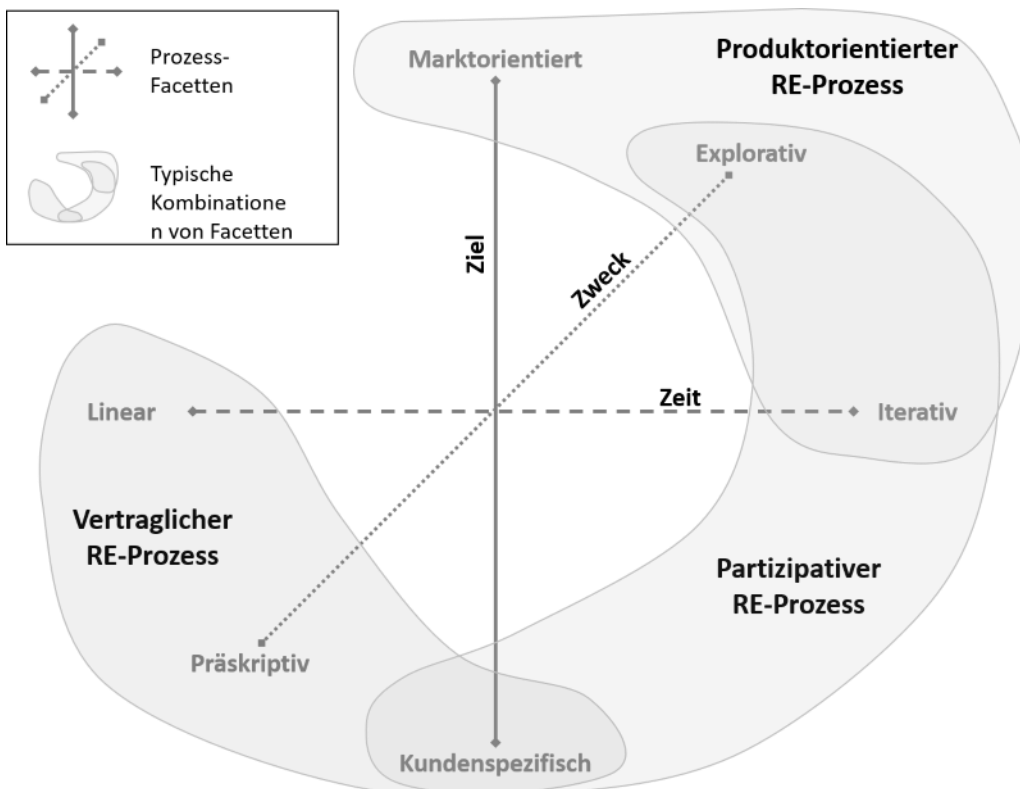 Prozess-
Facetten
Typische
Kombinatione
n von Facetten
Marktorientiert
Produktorientierter
RE-Prozess
Explorativ
Ziel
Zweck
Linear
Zeit
Iterativ
Vertraglicher
RE-Prozess
Partizipativer
RE-Prozess
Präskriptiv
Kundenspezifisch